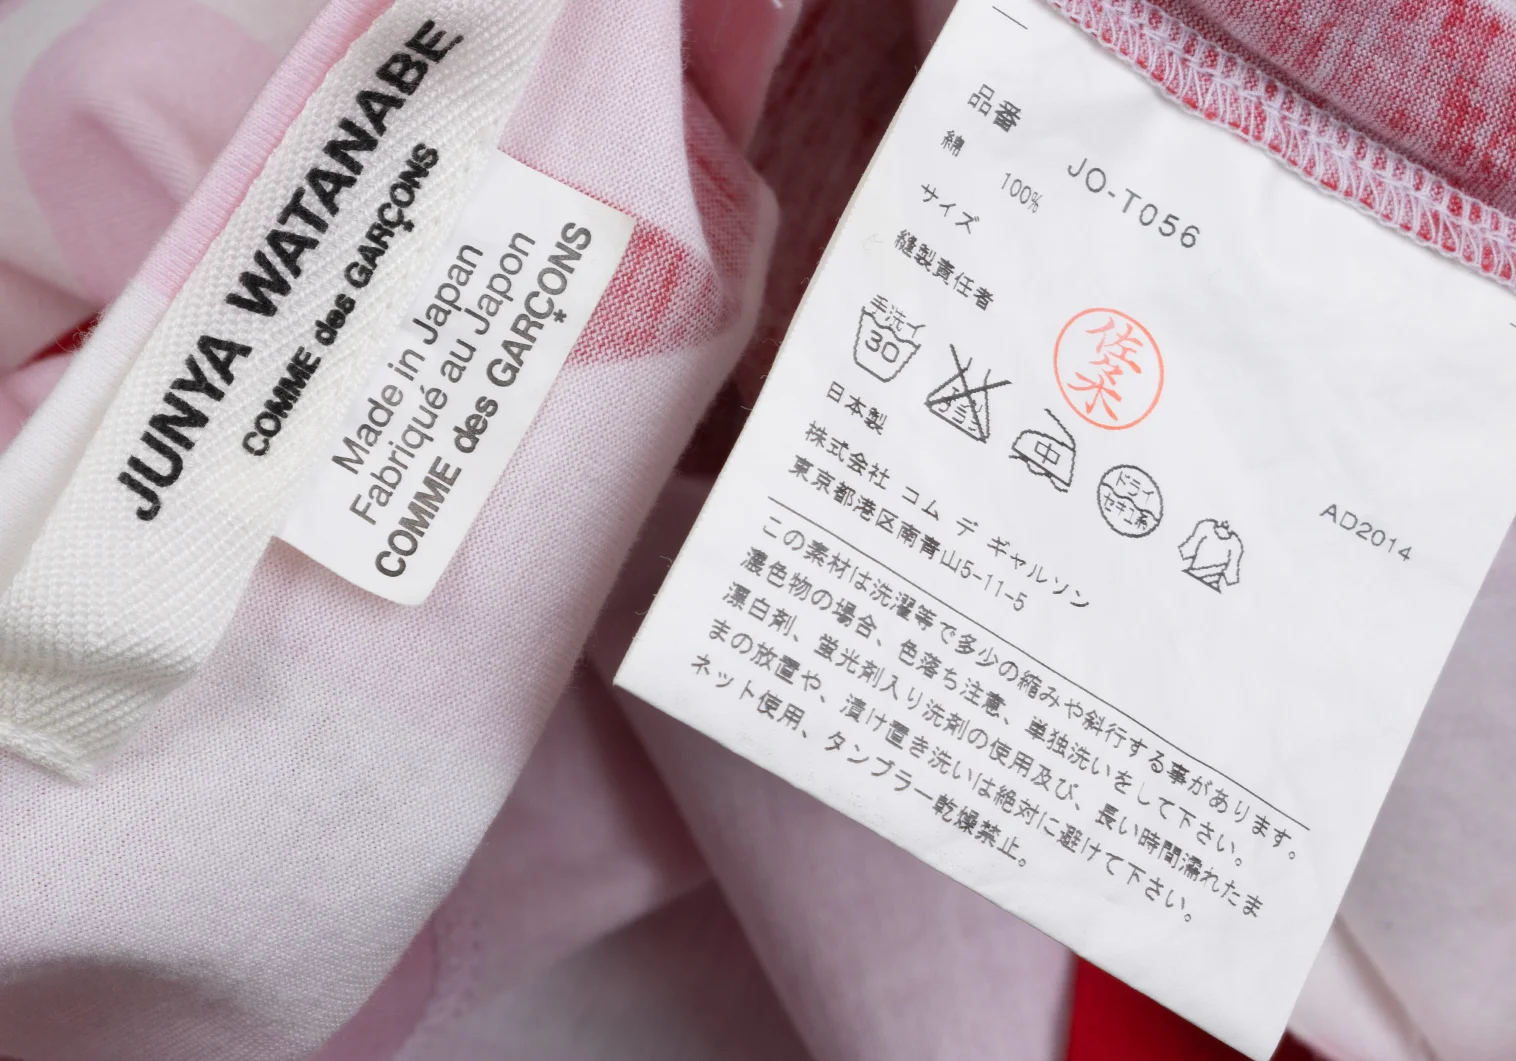 JUNYA WATANABE
COMME des GARÇONS
Made in Japan
Fabriqué au Japon
COMME des GARÇONS
*
品番 JO-T056
綿 100%
サイズ
縫製責任者
手洗イ
30
中
ドライ
セキユ系
日本製 AD2014
株式会社 コム デ ギャルソン
東京都港区南青山5-11-5
この素材は洗濯等で多少の縮みや斜行する事があります。
濃色物の場合、色落ち注意、単独洗いをして下さい。
漂白剤、蛍光剤入り洗剤の使用及び、長い時間濡れたま
まの放置や、漬け置き洗いは絶対に避けて下さい。
ネット使用、タンブラー乾燥禁止。